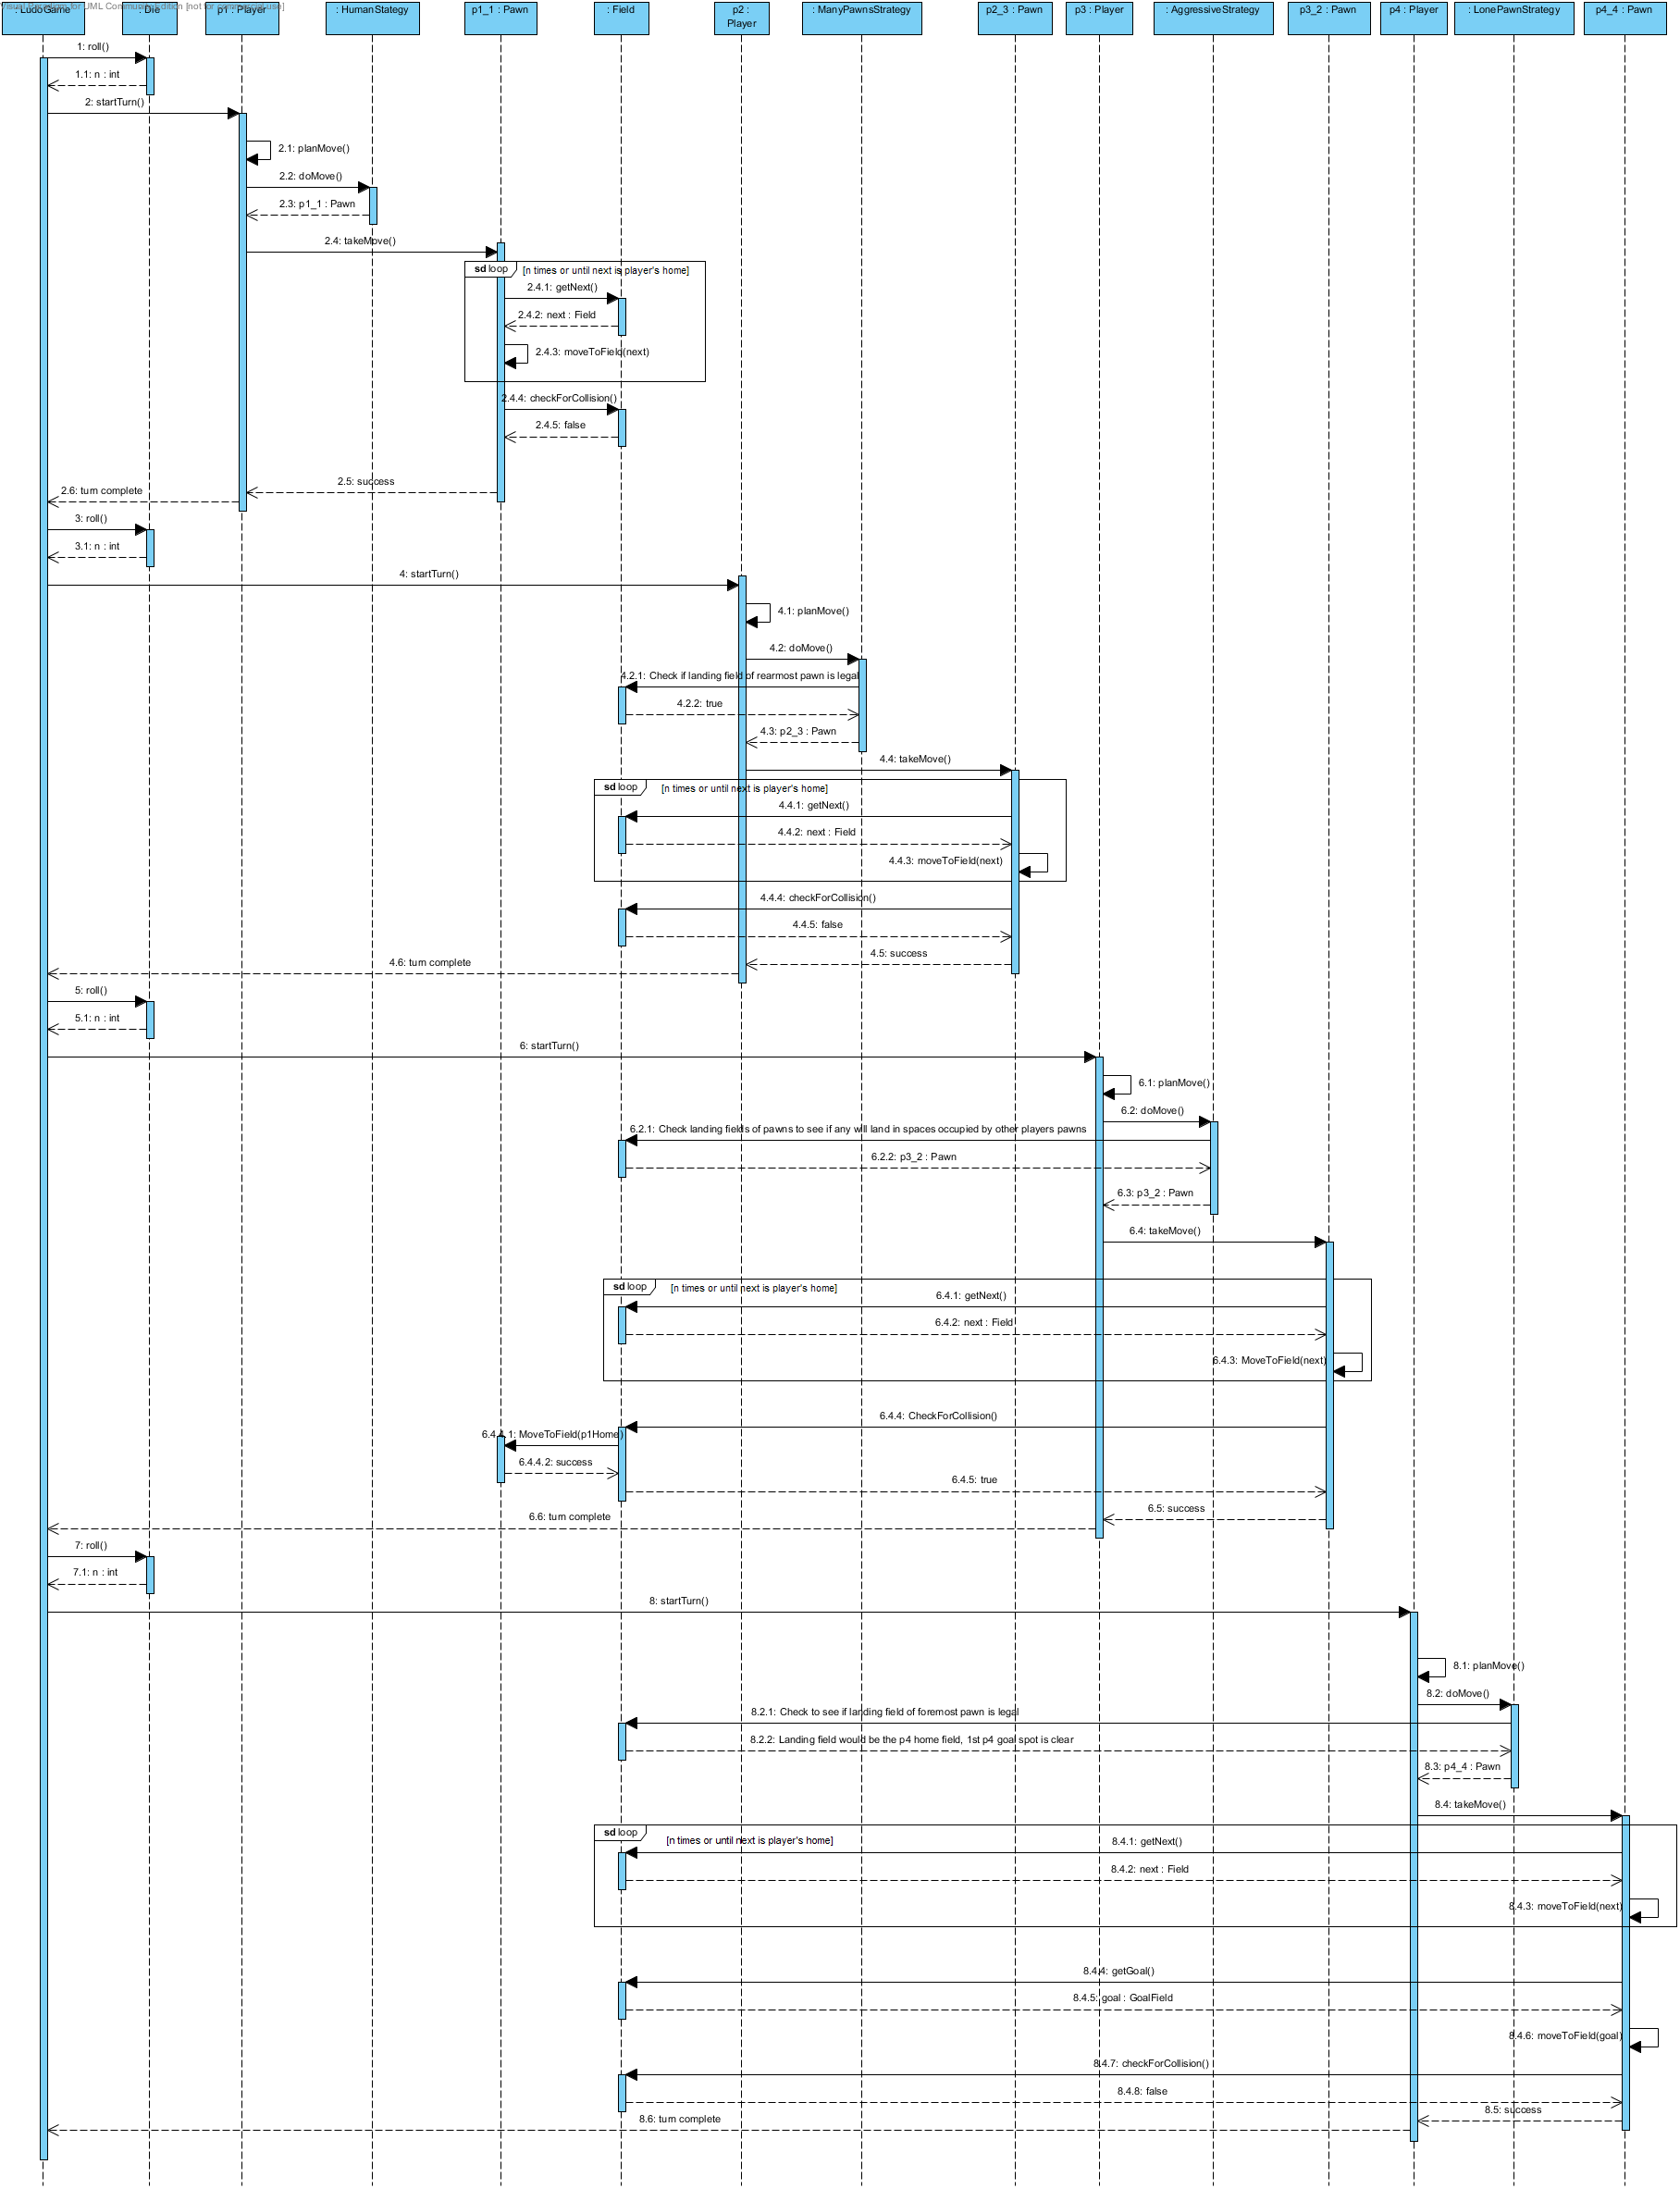 Visual Paradigm for UML Community Edition [not for commercial use]
: LudoGame
: Die
p1 : Player
: HumanStategy
p1_1 : Pawn
: Field
p2 :
Player
: ManyPawnsStrategy
p2_3 : Pawn
p3 : Player
: AggressiveStrategy
p3_2 : Pawn
p4 : Player
: LonePawnStrategy
p4_4 : Pawn
1: roll()
1.1: n : int
2: startTurn()
2.1: planMove()
2.2: doMove()
2.3: p1_1 : Pawn
2.4: takeMove()
sd loop [n times or until next is player's home]
2.4.1: getNext()
2.4.2: next : Field
2.4.3: moveToField(next)
2.4.4: checkForCollision()
2.4.5: false
2.5: success
2.6: turn complete
3: roll()
3.1: n : int
4: startTurn()
4.1: planMove()
4.2: doMove()
4.2.1: Check if landing field of rearmost pawn is legal
4.2.2: true
4.3: p2_3 : Pawn
4.4: takeMove()
sd loop [n times or until next is player's home]
4.4.1: getNext()
4.4.2: next : Field
4.4.3: moveToField(next)
4.4.4: checkForCollision()
4.4.5: false
4.5: success
4.6: turn complete
5: roll()
5.1: n : int
6: startTurn()
6.1: planMove()
6.2: doMove()
6.2.1: Check landing fields of pawns to see if any will land in spaces occupied by other players pawns
6.2.2: p3_2 : Pawn
6.3: p3_2 : Pawn
6.4: takeMove()
sd loop [n times or until next is player's home]
6.4.1: getNext()
6.4.2: next : Field
6.4.3: MoveToField(next)
6.4.4: CheckForCollision()
6.4.4.1: MoveToField(p1Home)
6.4.4.2: success
6.4.5: true
6.5: success
6.6: turn complete
7: roll()
7.1: n : int
8: startTurn()
8.1: planMove()
8.2: doMove()
8.2.1: Check to see if landing field of foremost pawn is legal
8.2.2: Landing field would be the p4 home field, 1st p4 goal spot is clear
8.3: p4_4 : Pawn
8.4: takeMove()
sd loop [n times or until next is player's home]
8.4.1: getNext()
8.4.2: next : Field
8.4.3: moveToField(next)
8.4.4: getGoal()
8.4.5: goal : GoalField
8.4.6: moveToField(goal)
8.4.7: checkForCollision()
8.4.8: false
8.5: success
8.6: turn complete